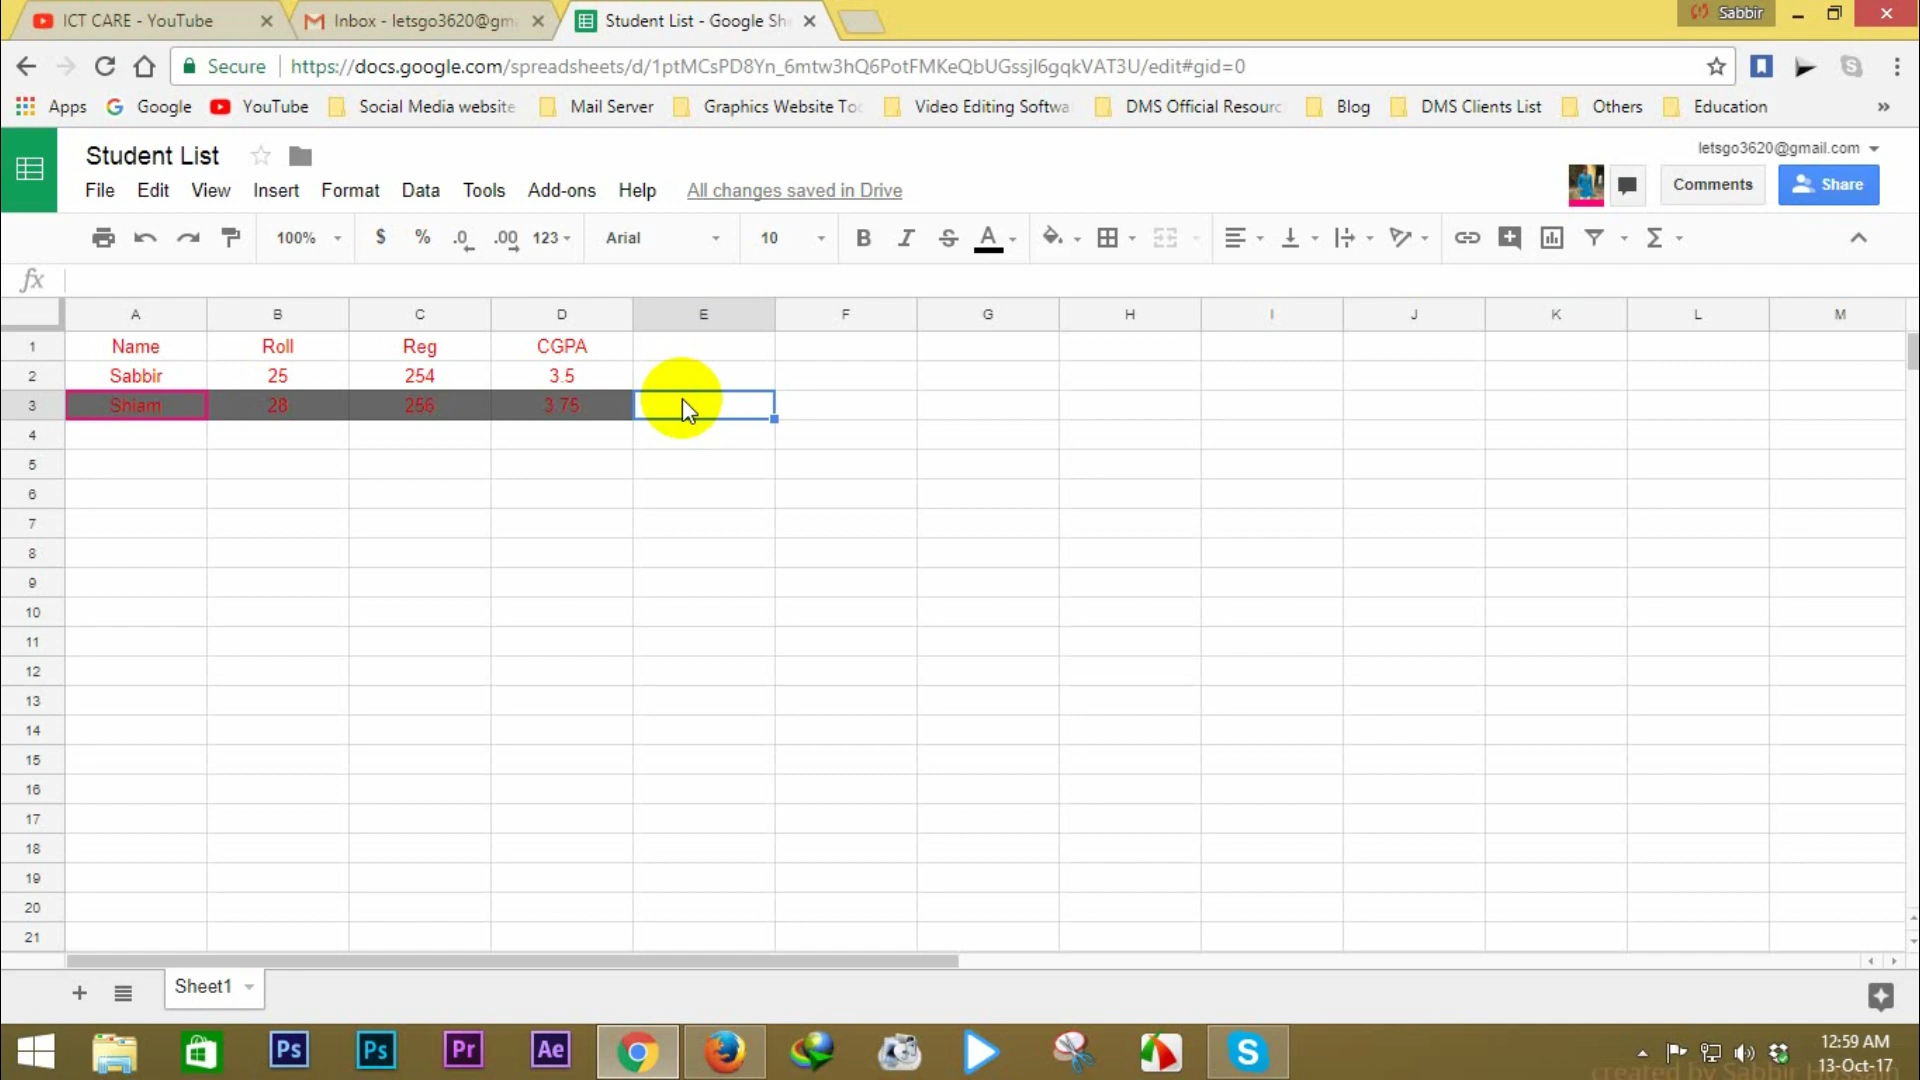 ICT CARE - YouTube
Inbox - letsgo3620@gm
Student List - Google She
Sabbir
Secure
https://docs.google.com/spreadsheets/d/1ptMCsPD8Yn_6mtw3hQ6PotFMKeQbUGssjl6gqkVAT3U/edit#gid=0
Apps Google YouTube Social Media website Mail Server Graphics Website Too Video Editing Softwa DMS Official Resourc Blog DMS Clients List Others Education »
Student List
letsgo3620@gmail.com
File Edit View Insert Format Data Tools Add-ons Help All changes saved in Drive
Comments Share
100% $ % .0 .00 123 Arial 10 B I S A Σ
fx
A B C D E F G H I J K L M
1 Name Roll Reg CGPA
2 Sabbir 25 254 3.5
3 Shiam 28 256 3.75
4
5
6
7
8
9
10
11
12
13
14
15
16
17
18
19
20
21
Sheet1
Ps Ps Pr Ae S
12:59 AM
13-Oct-17
created by Sabbir Hossain